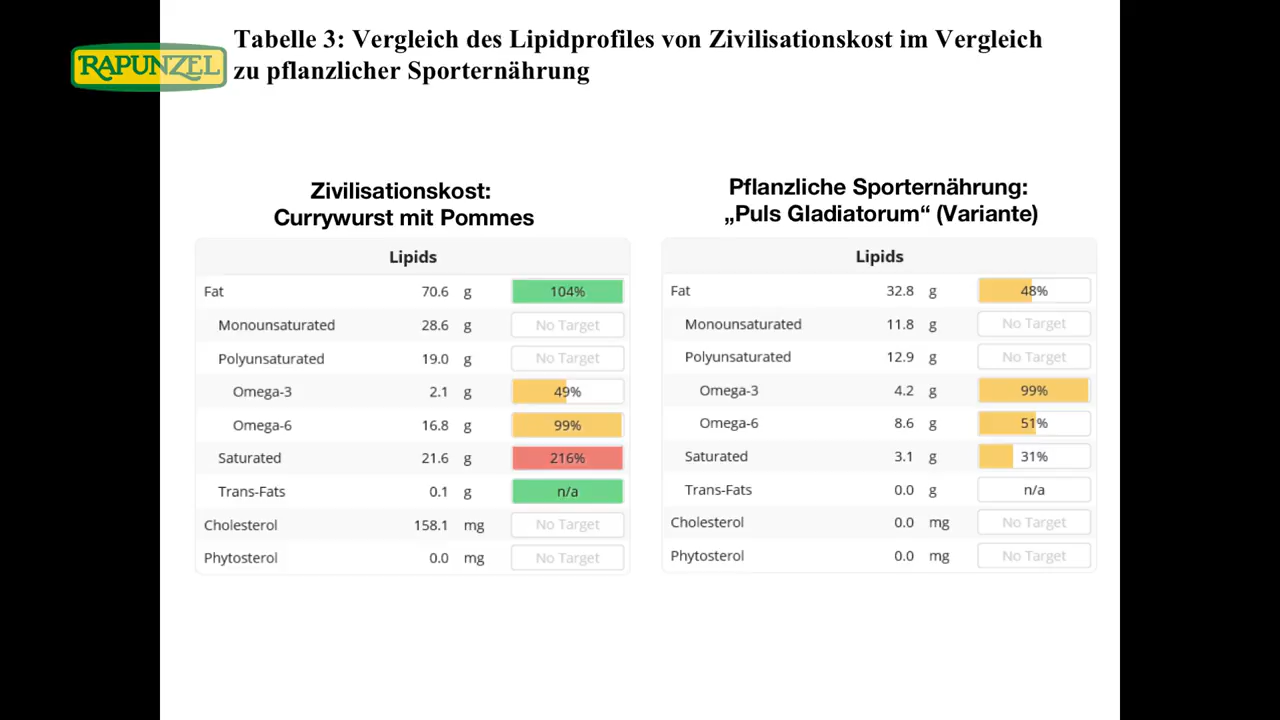 RAPUNZEL
Tabelle 3: Vergleich des Lipidprofiles von Zivilisationskost im Vergleich
zu pflanzlicher Sporternährung
Zivilisationskost:
Currywurst mit Pommes
Lipids
Fat 70.6 g 104%
Monounsaturated 28.6 g No Target
Polyunsaturated 19.0 g No Target
Omega-3 2.1 g 49%
Omega-6 16.8 g 99%
Saturated 21.6 g 216%
Trans-Fats 0.1 g n/a
Cholesterol 158.1 mg No Target
Phytosterol 0.0 mg No Target
Pflanzliche Sporternährung:
„Puls Gladiatorum“ (Variante)
Lipids
Fat 32.8 g 48%
Monounsaturated 11.8 g No Target
Polyunsaturated 12.9 g No Target
Omega-3 4.2 g 99%
Omega-6 8.6 g 51%
Saturated 3.1 g 31%
Trans-Fats 0.0 g n/a
Cholesterol 0.0 mg No Target
Phytosterol 0.0 mg No Target